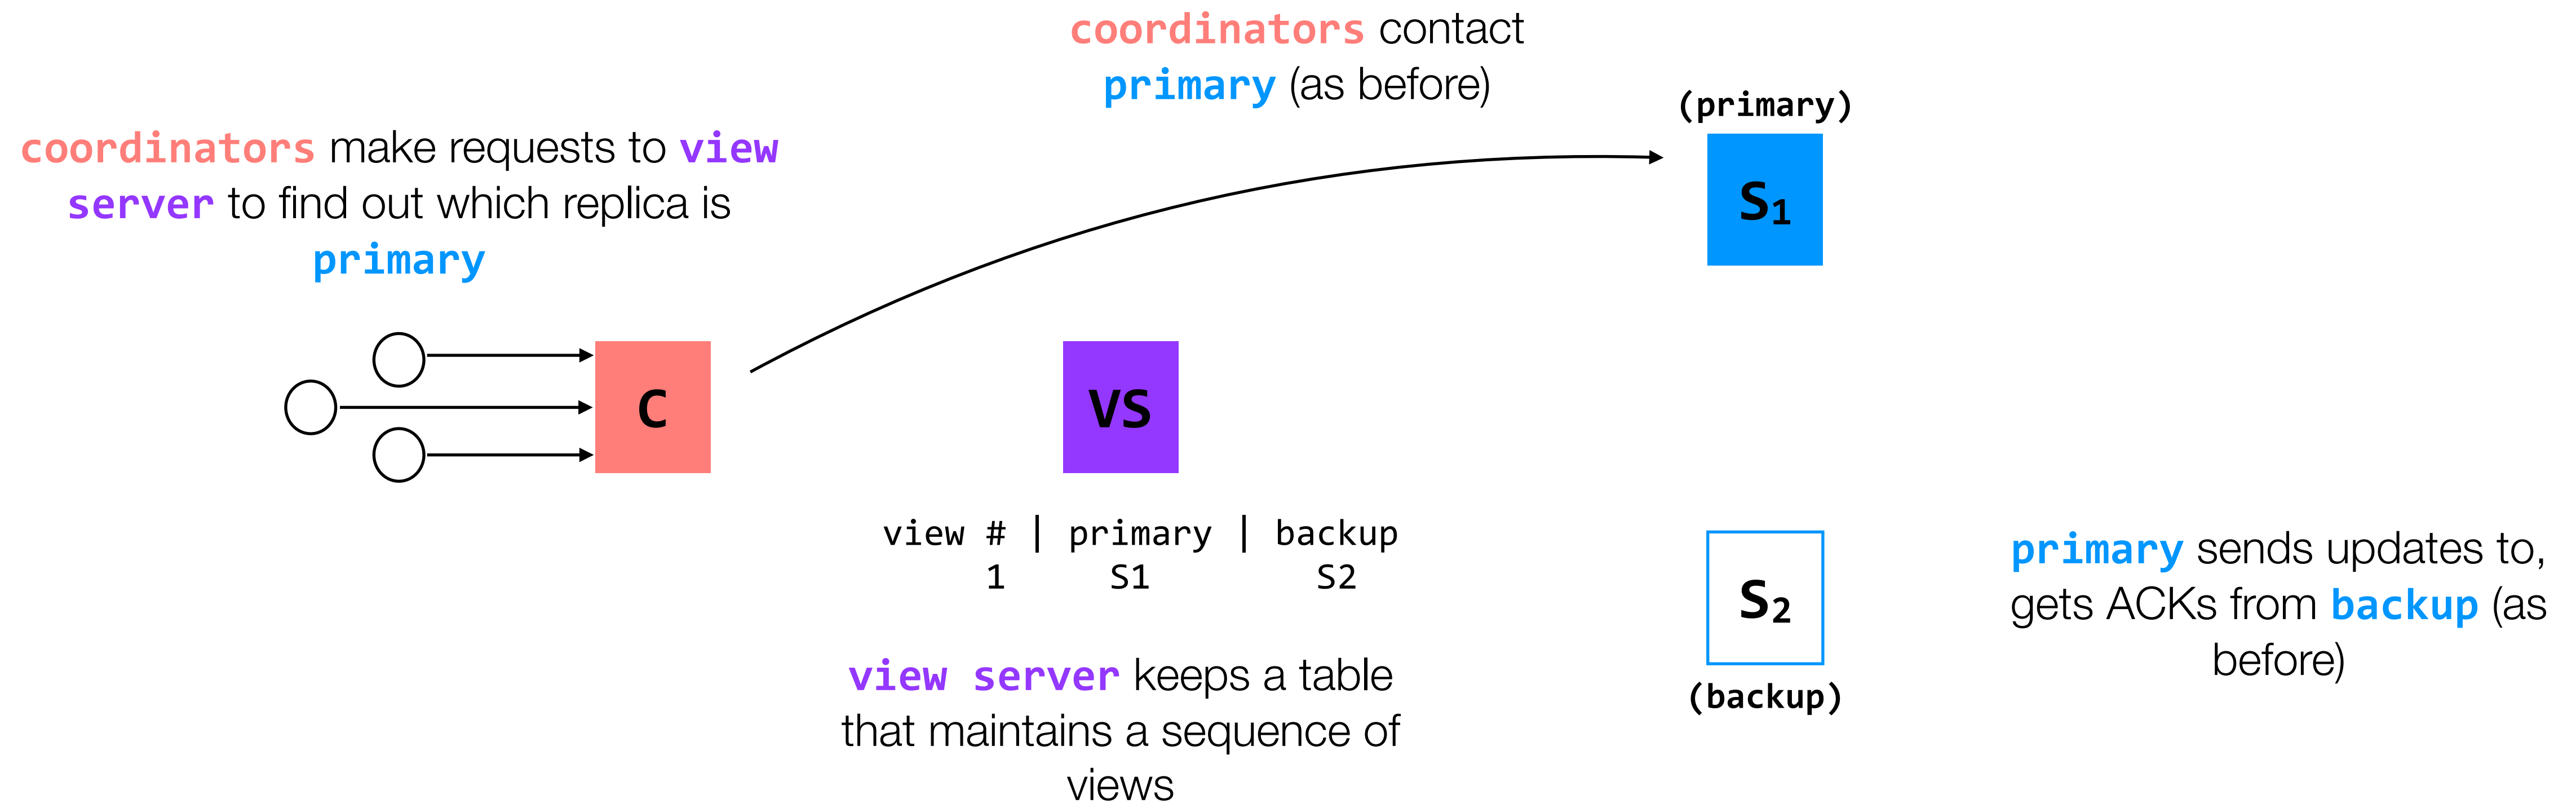 coordinators contact
primary (as before)
(primary)
coordinators make requests to view
server to find out which replica is
primary
S1
C
VS
view # | primary | backup
1 S1 S2
S2
(backup)
primary sends updates to,
gets ACKs from backup (as
before)
view server keeps a table
that maintains a sequence of
views